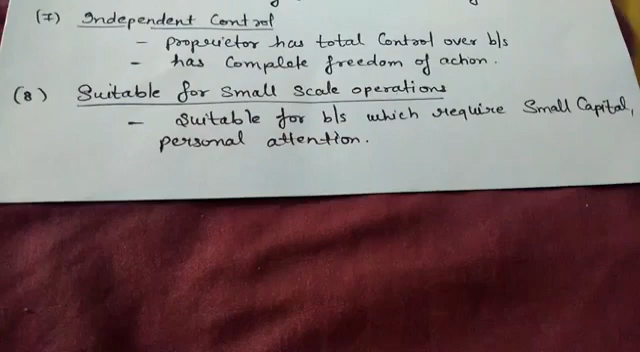 (7) Independent Control
- proprietor has total Control over b/s
- has Complete freedom of action.
(8) Suitable for Small Scale operations
- Suitable for b/s which require Small Capital,
personal attention.